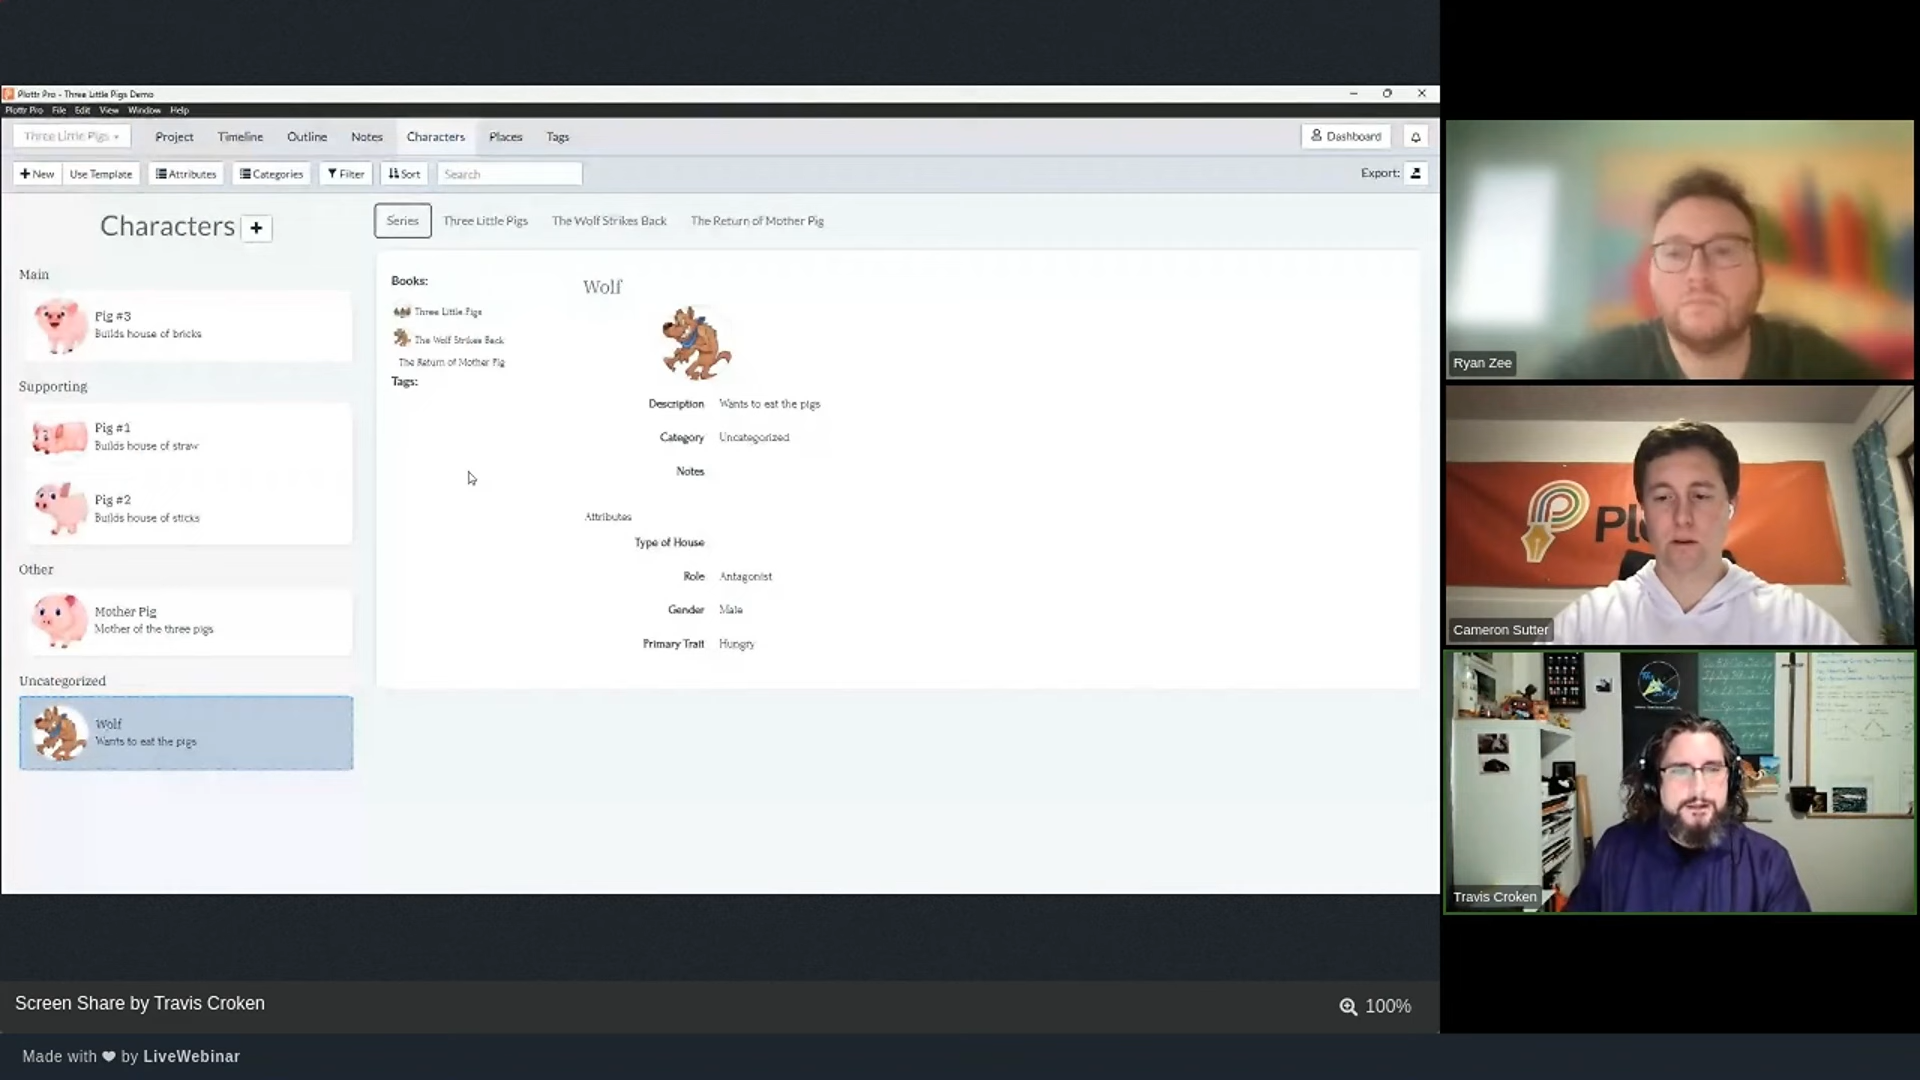 Plottr Pro - Three Little Pigs Demo
Plottr Pro File Edit View Window Help
Three Little Pigs
Project Timeline Outline Notes Characters Places Tags
Dashboard
New Use Template Attributes Categories Filter Sort Search
Export:
Characters
Series Three Little Pigs The Wolf Strikes Back The Return of Mother Pig
Main
Pig #3
Builds house of bricks
Supporting
Pig #1
Builds house of straw
Pig #2
Builds house of sticks
Other
Mother Pig
Mother of the three pigs
Uncategorized
Wolf
Wants to eat the pigs
Books:
Three Little Pigs
The Wolf Strikes Back
The Return of Mother Pig
Tags:
Wolf
Description Wants to eat the pigs
Category Uncategorized
Notes
Attributes
Type of House
Role Antagonist
Gender Male
Primary Trait Hungry
Ryan Zee
Cameron Sutter
Travis Croken
Screen Share by Travis Croken
100%
Made with ❤ by LiveWebinar